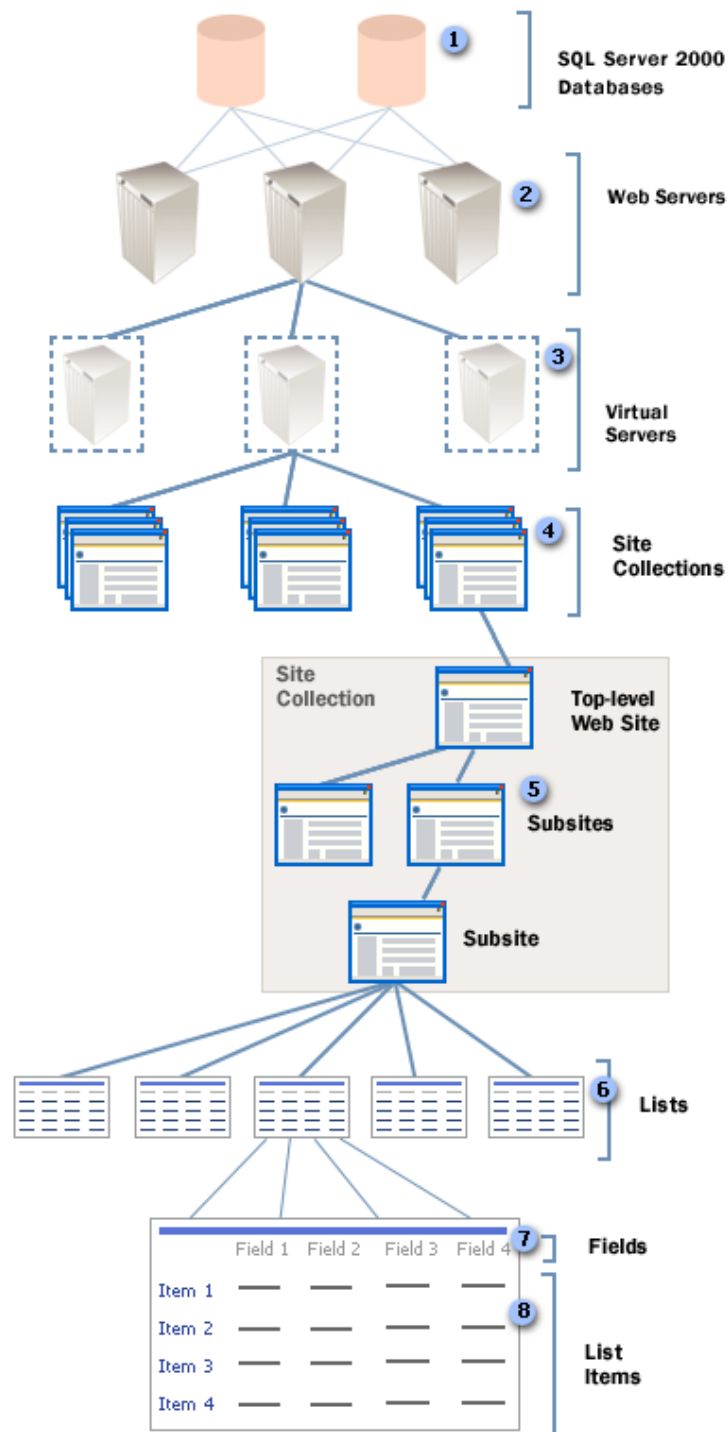 1
SQL Server 2000
Databases
2
Web Servers
3
Virtual
Servers
4
Site
Collections
Site
Collection
Top-level
Web Site
5
Subsites
Subsite
6
Lists
7
Field 1 Field 2 Field 3 Field 4
Fields
Item 1
8
Item 2
Item 3
Item 4
List
Items